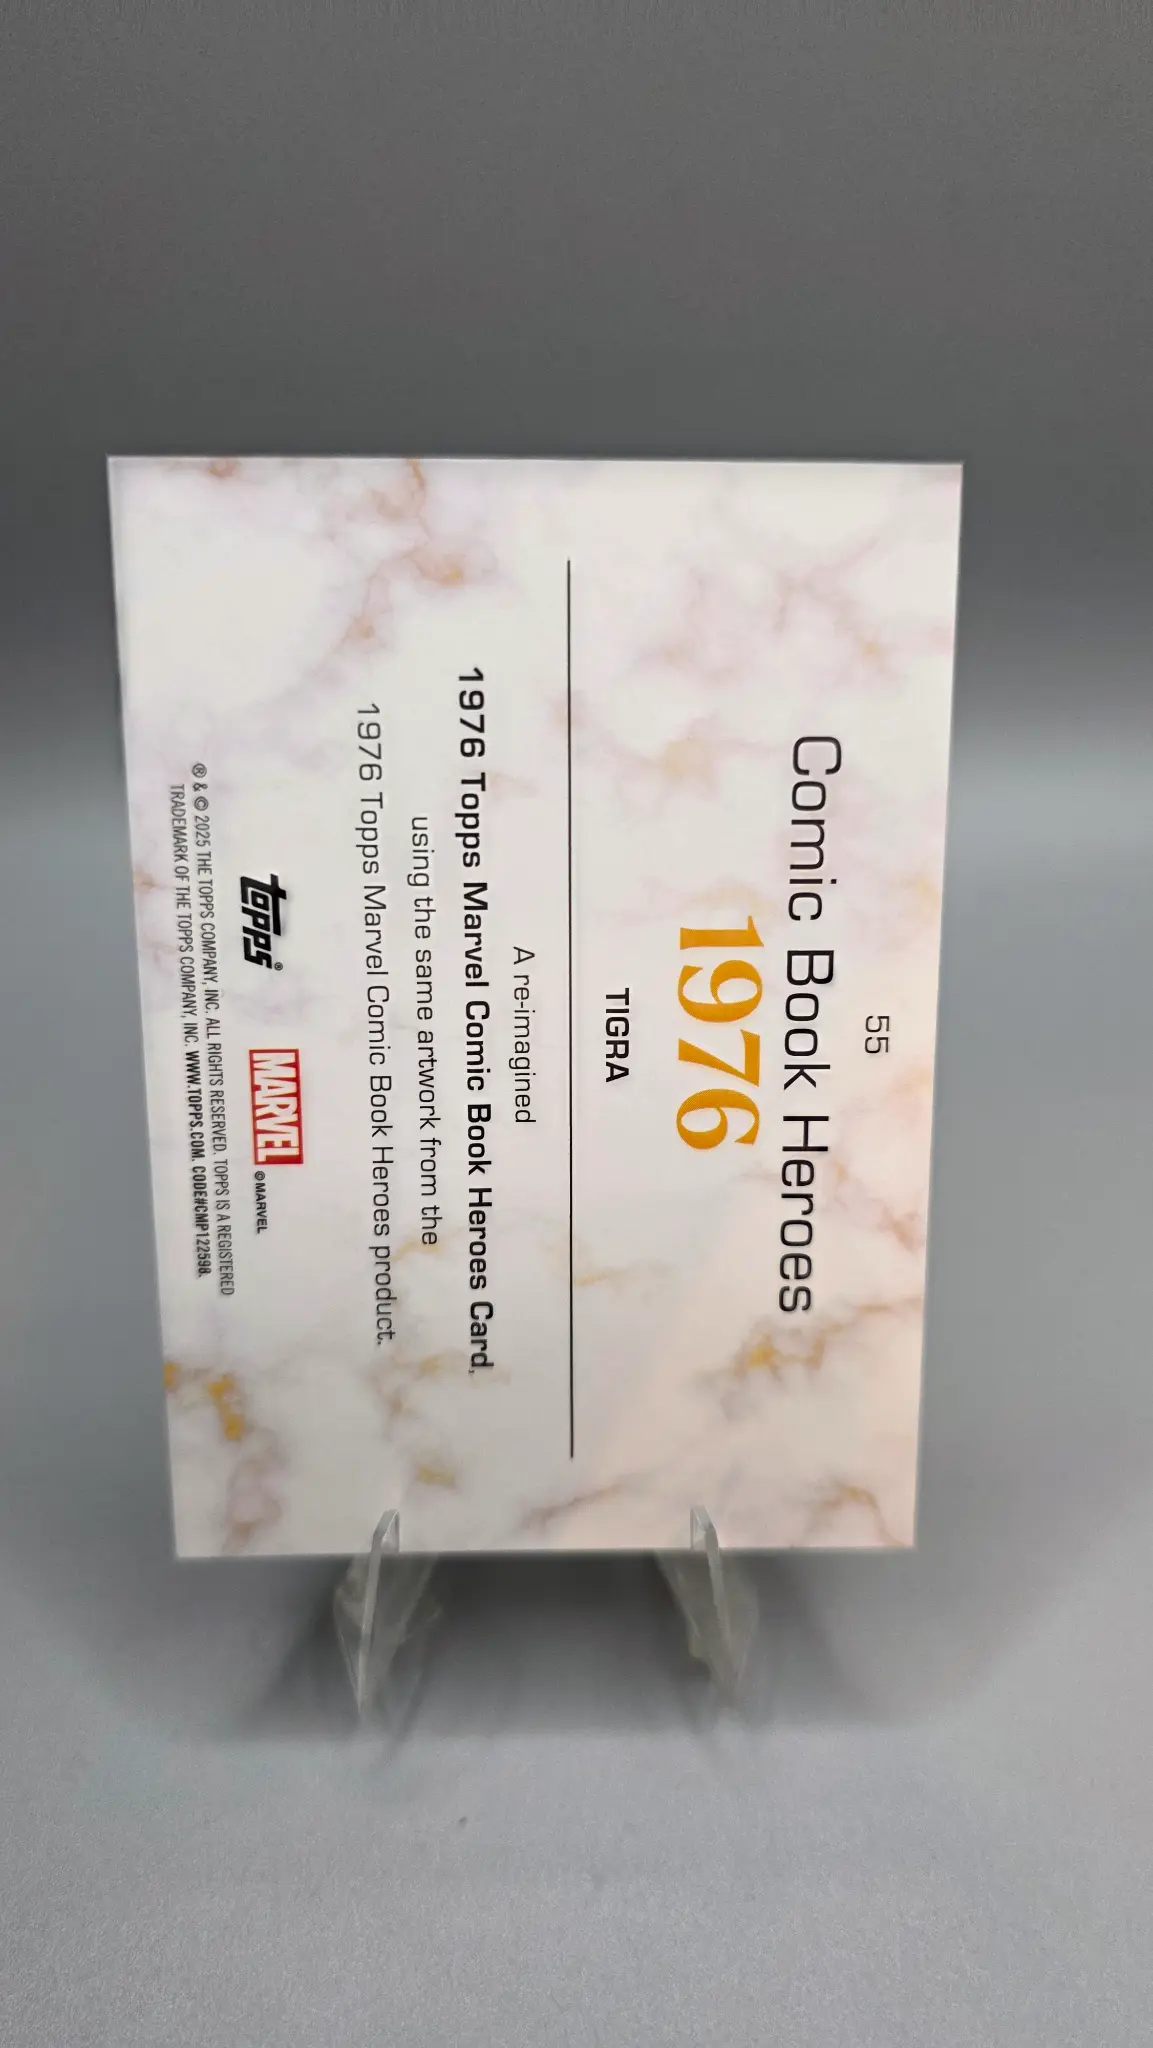 55
Comic Book Heroes
1976
TIGRA
A re-imagined
1976 Topps Marvel Comic Book Heroes Card,
using the same artwork from the
1976 Topps Marvel Comic Book Heroes product.
topps®
MARVEL
©MARVEL
® & © 2025 THE TOPPS COMPANY, INC. ALL RIGHTS RESERVED. TOPPS IS A REGISTERED
TRADEMARK OF THE TOPPS COMPANY, INC. WWW.TOPPS.COM. CODE#CMP122598.